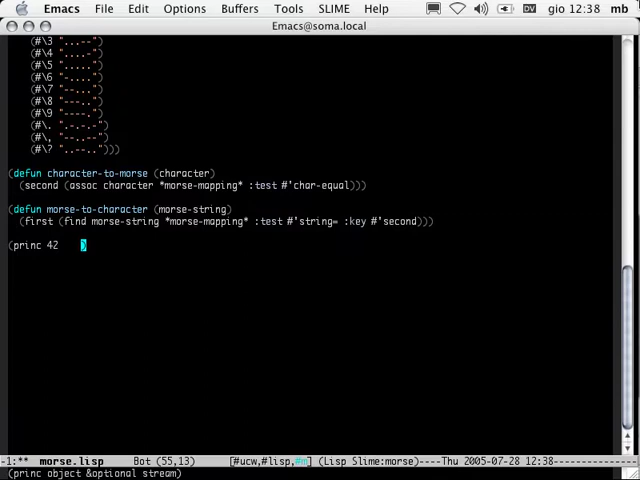 Emacs File Edit Options Buffers Tools SLIME Help gio 12:38 mb
Emacs@soma.local
(#\3 "...--")
(#\4 "....-")
(#\5 ".....")
(#\6 "-....")
(#\7 "--...")
(#\8 "---..")
(#\9 "----.")
(#\. ".-.-.-")
(#\, "--..--")
(#\? "..--..")))
(defun character-to-morse (character)
(second (assoc character *morse-mapping* :test #'char-equal)))
(defun morse-to-character (morse-string)
(first (find morse-string *morse-mapping* :test #'string= :key #'second)))
(princ 42 )
-1:** morse.lisp Bot (55,13) [#ucw,#lisp,#m] (Lisp Slime:morse)----Thu 2005-07-28 12:38--------------
(princ object &optional stream)